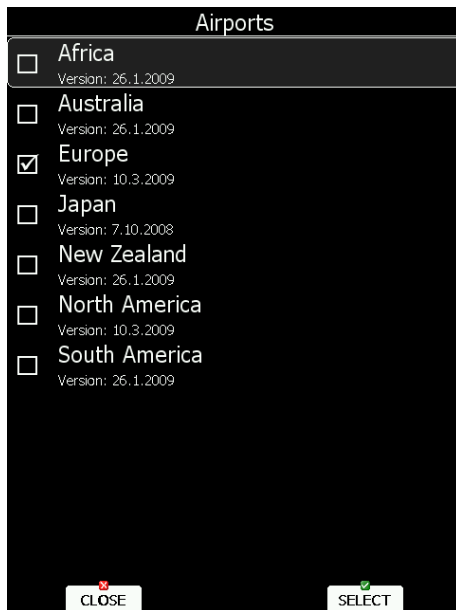 Airports
Africa
Version: 26.1.2009
Australia
Version: 26.1.2009
Europe
Version: 10.3.2009
Japan
Version: 7.10.2008
New Zealand
Version: 26.1.2009
North America
Version: 10.3.2009
South America
Version: 26.1.2009
CLOSE SELECT